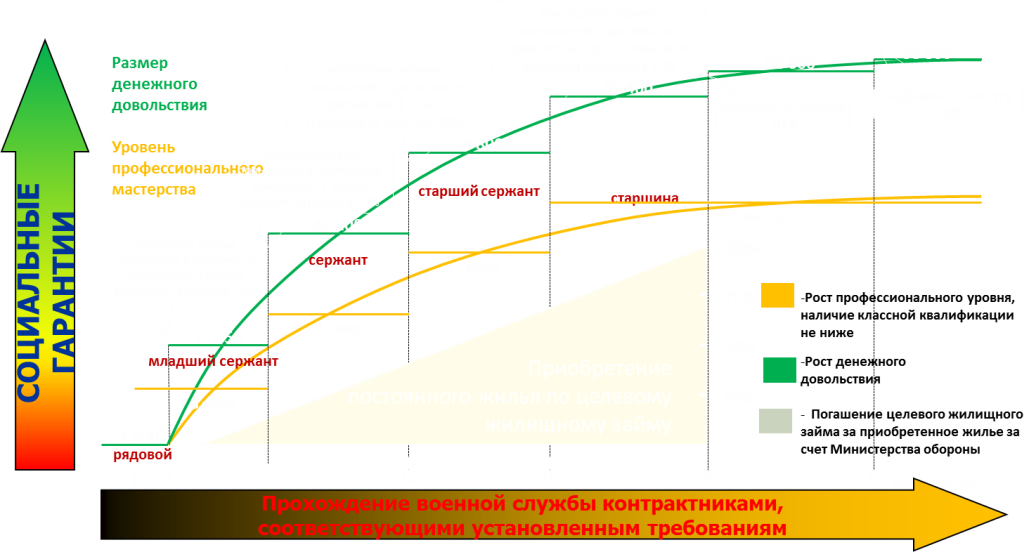 Размер
денежного
довольствия
Уровень
профессионального
мастерства
СОЦИАЛЬНЫЕ
ГАРАНТИИ
старший сержант
старшина
сержант
младший сержант
рядовой
Приобретение
постоянного жилья по целевому
жилищному займу
-Рост профессионального уровня,
наличие классной квалификации
не ниже
-Рост денежного
довольствия
- Погашение целевого жилищного
займа за приобретенное жилье за
счет Министерства обороны
Прохождение военной службы контрактниками,
соответствующими установленным требованиям